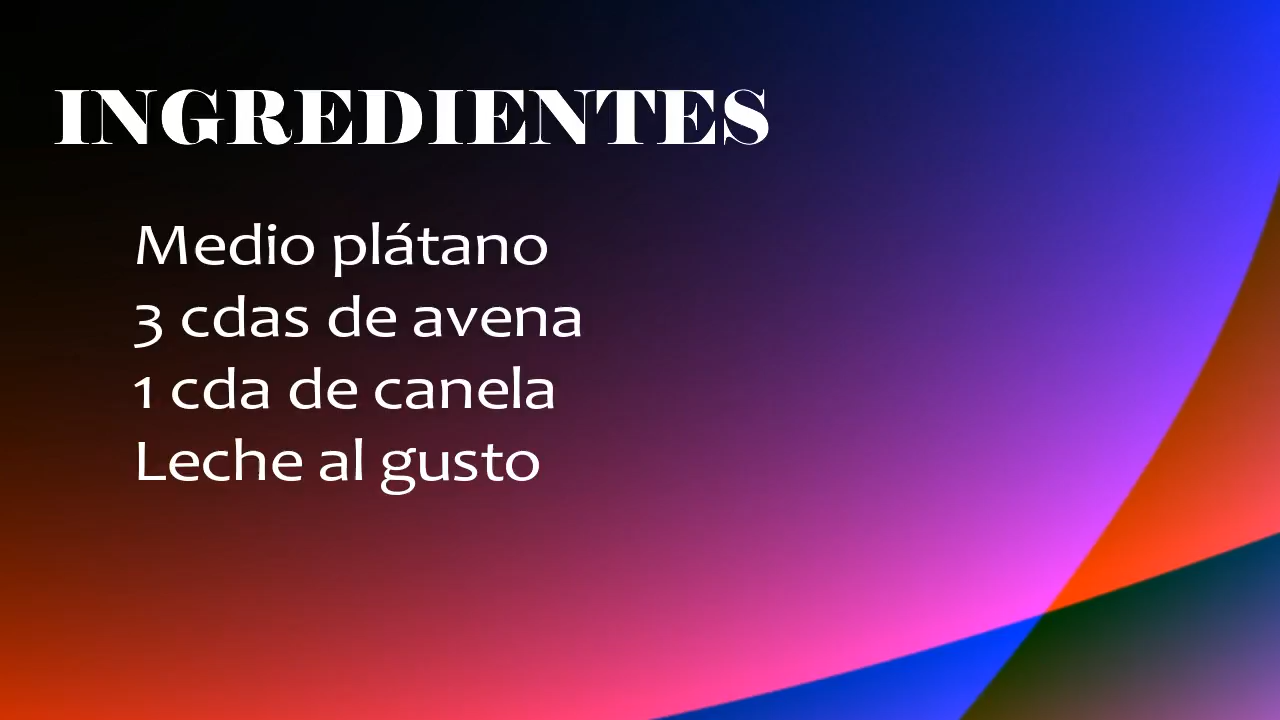 INGREDIENTES
Medio plátano
3 cdas de avena
1 cda de canela
Leche al gusto